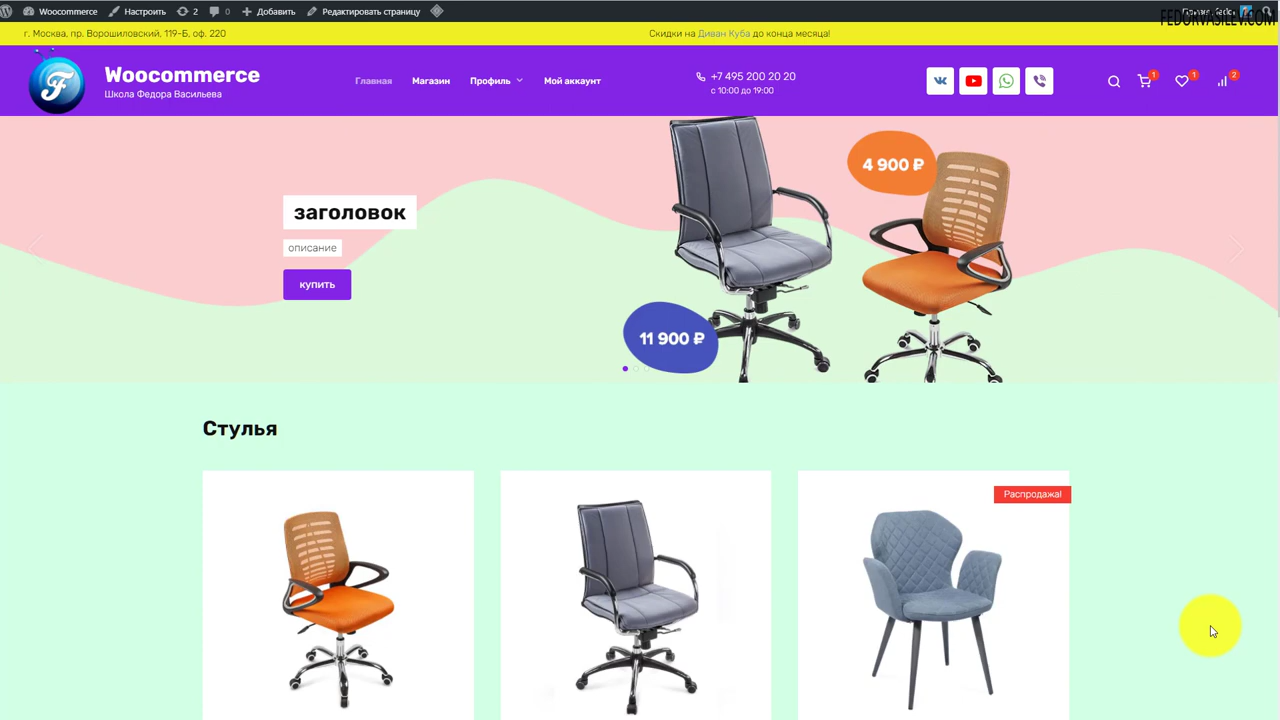 Woocommerce Настроить 2 0 Добавить Редактировать страницу
FEDORVASILEV.COM
г. Москва, пр. Ворошиловский, 119-Б, оф. 220
Скидки на Диван Куба до конца месяца!
Woocommerce
Школа Федора Васильева
Главная Магазин Профиль Мой аккаунт
+7 495 200 20 20
с 10:00 до 19:00
1 1 2
заголовок
описание
купить
4 900 ₽
11 900 ₽
Стулья
Распродажа!